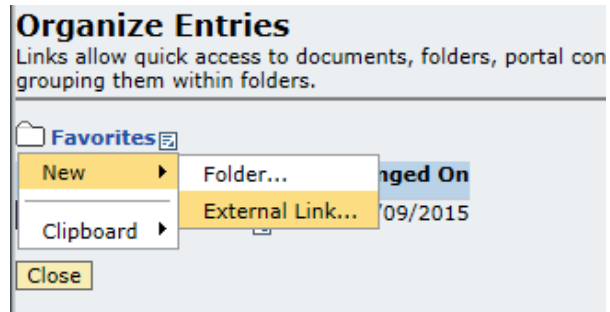 Organize Entries
Links allow quick access to documents, folders, portal con
grouping them within folders.
Favorites
New
Folder...
nged On
External Link...
/09/2015
Clipboard
Close